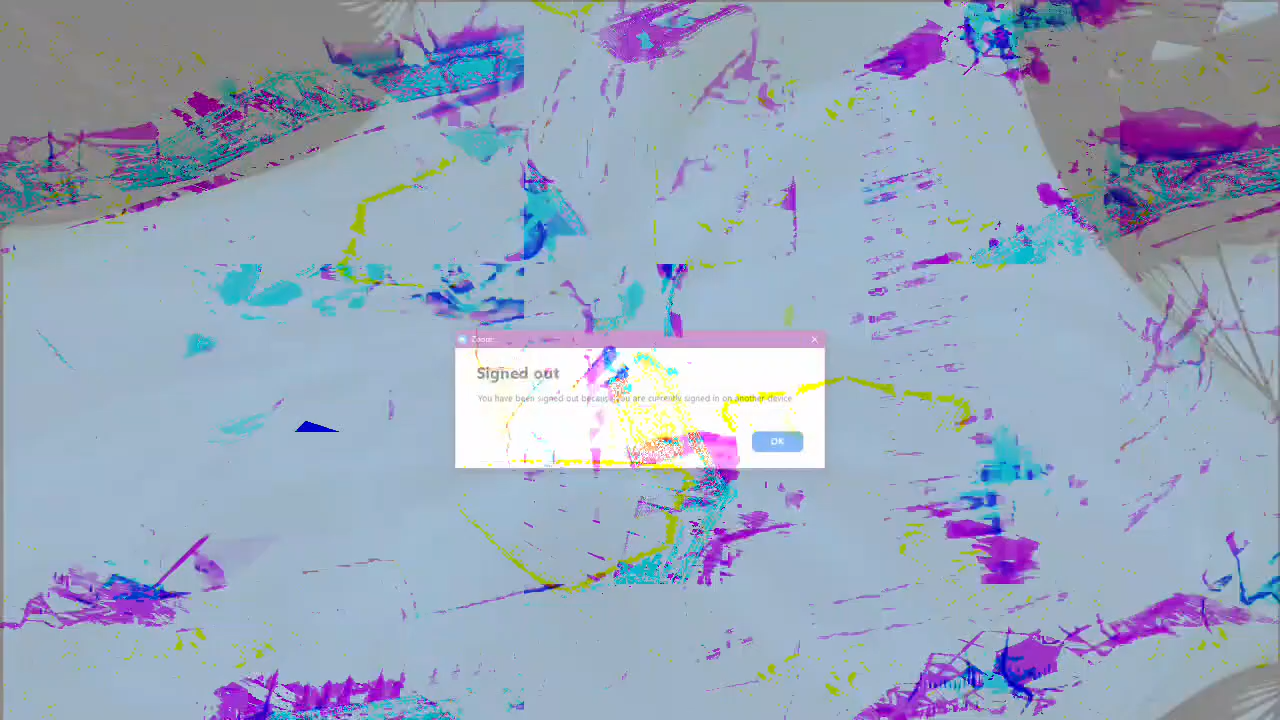 Zoom
Signed out
You have been signed out because you are currently signed in on another device
OK